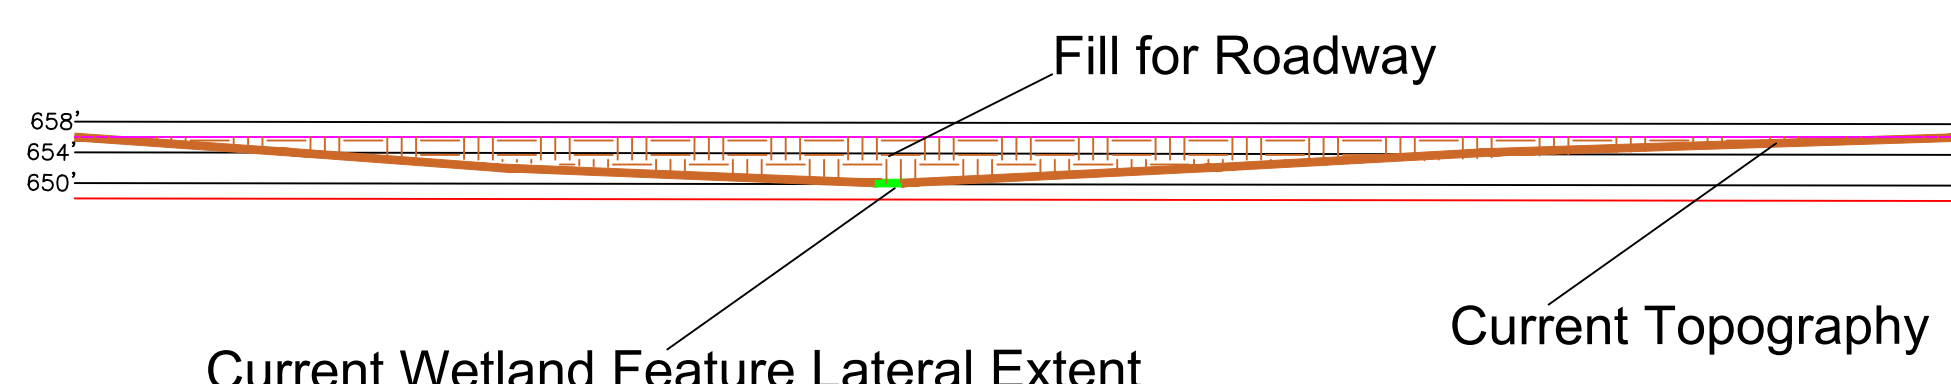 Fill for Roadway
658'
654'
650'
Current Topography
Current Wetland Feature Lateral Extent